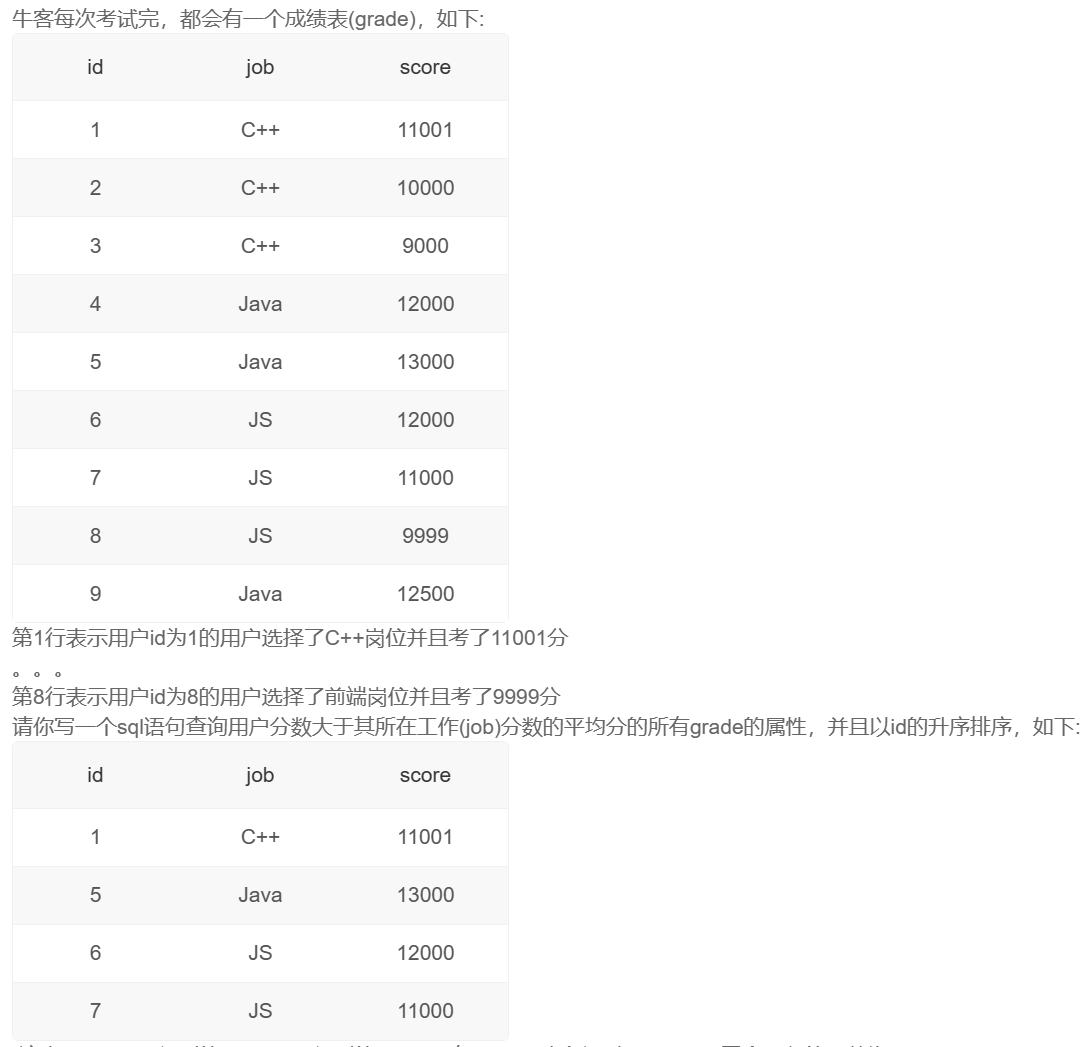 牛客每次考试完，都会有一个成绩表(grade)，如下:
id job score
1 C++ 11001
2 C++ 10000
3 C++ 9000
4 Java 12000
5 Java 13000
6 JS 12000
7 JS 11000
8 JS 9999
9 Java 12500
第1行表示用户id为1的用户选择了C++岗位并且考了11001分
。。。
第8行表示用户id为8的用户选择了前端岗位并且考了9999分
请你写一个sql语句查询用户分数大于其所在工作(job)分数的平均分的所有grade的属性，并且以id的升序排序，如下:
id job score
1 C++ 11001
5 Java 13000
6 JS 12000
7 JS 11000